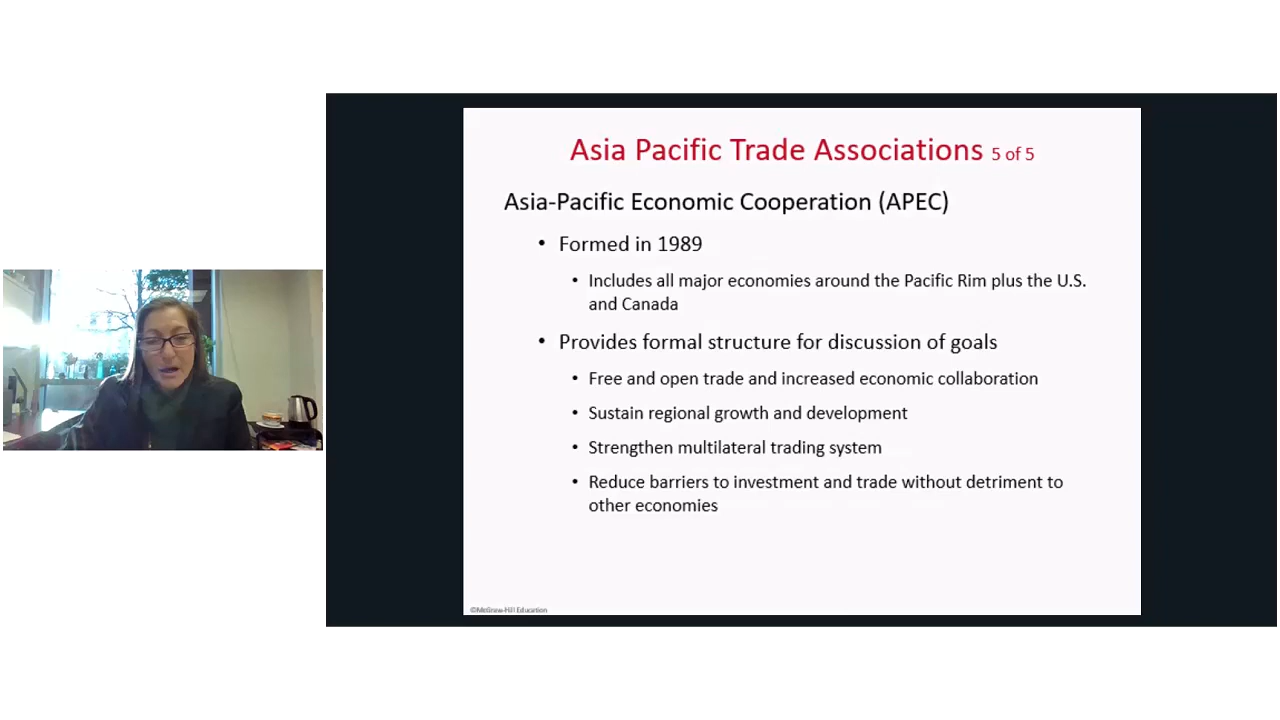 Asia Pacific Trade Associations 5 of 5
Asia-Pacific Economic Cooperation (APEC)
• Formed in 1989
• Includes all major economies around the Pacific Rim plus the U.S.
and Canada
• Provides formal structure for discussion of goals
• Free and open trade and increased economic collaboration
• Sustain regional growth and development
• Strengthen multilateral trading system
• Reduce barriers to investment and trade without detriment to
other economies
©McGraw-Hill Education